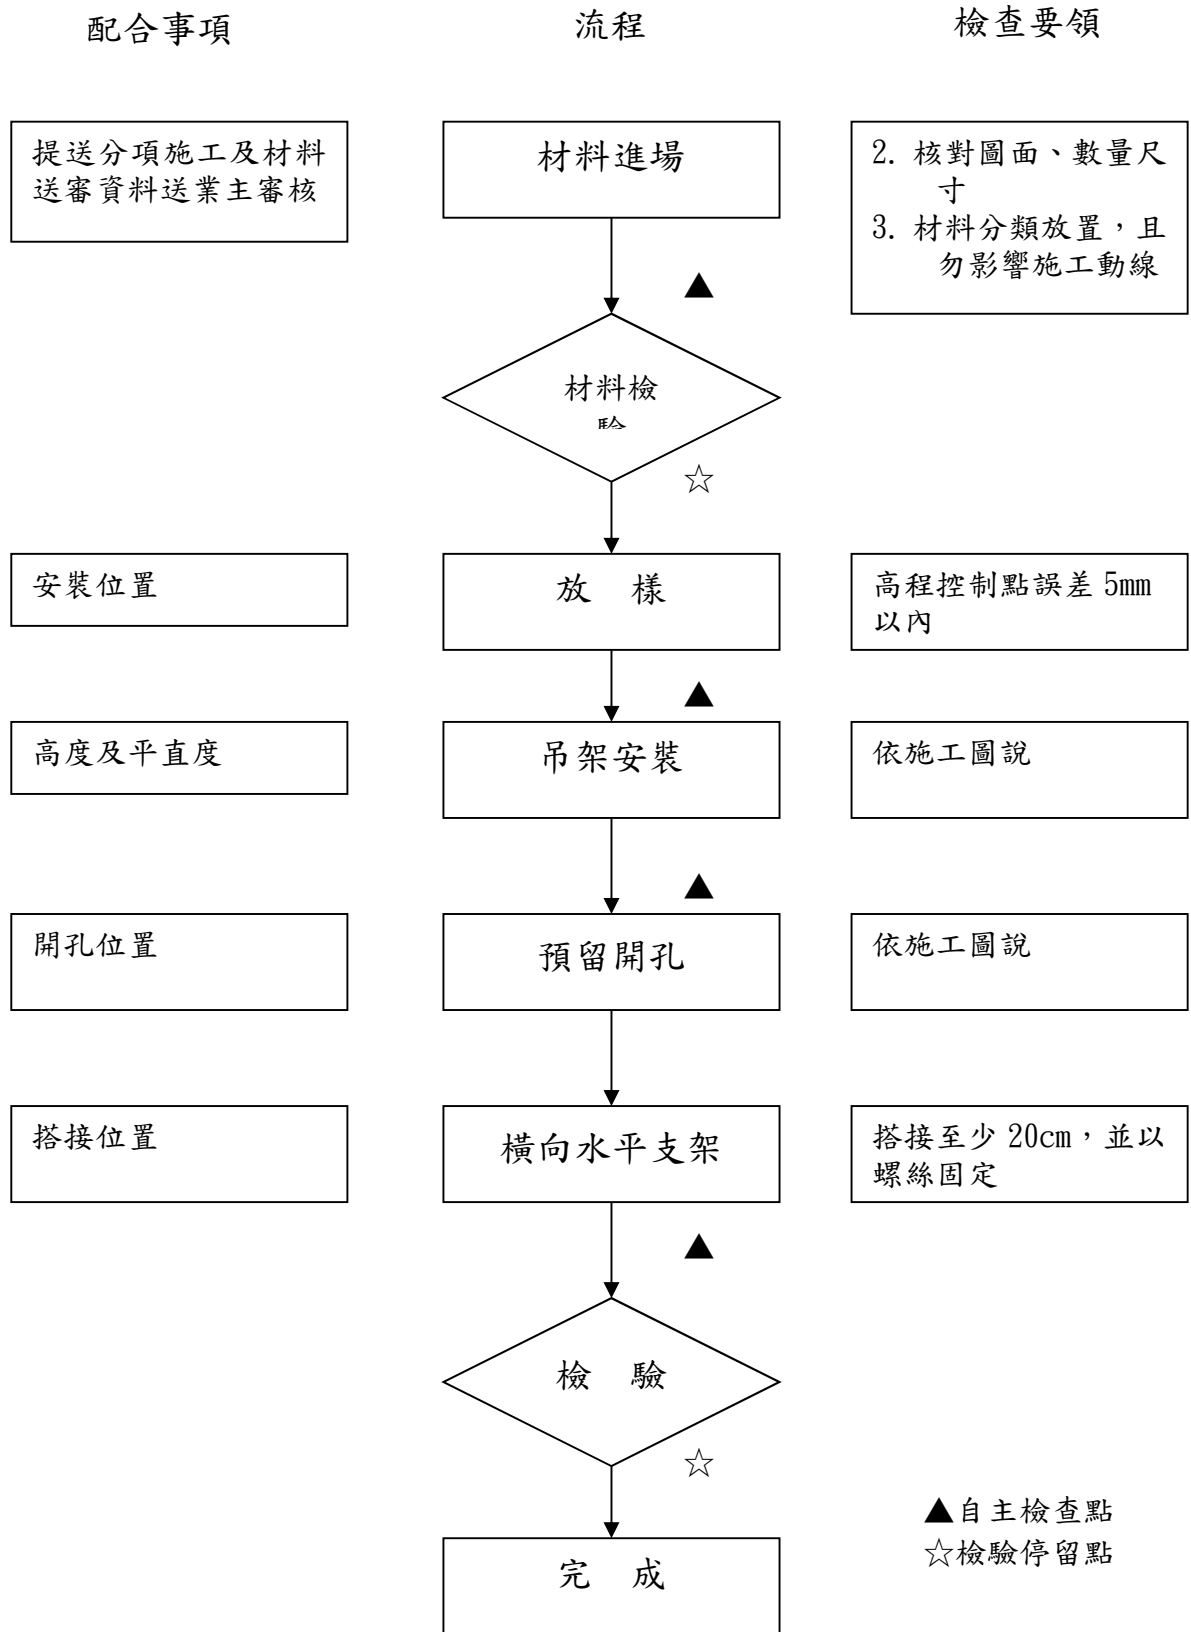 配合事項
流程
檢查要領
提送分項施工及材料
送審資料送業主審核
材料進場
2. 核對圖面、數量尺
寸
3. 材料分類放置，且
勿影響施工動線
▲
材料檢
☆
安裝位置
放　樣
高程控制點誤差 5mm
以內
▲
高度及平直度
吊架安裝
依施工圖說
▲
開孔位置
預留開孔
依施工圖說
搭接位置
橫向水平支架
搭接至少 20cm，並以
螺絲固定
▲
檢　驗
☆
▲自主檢查點
☆檢驗停留點
完　成